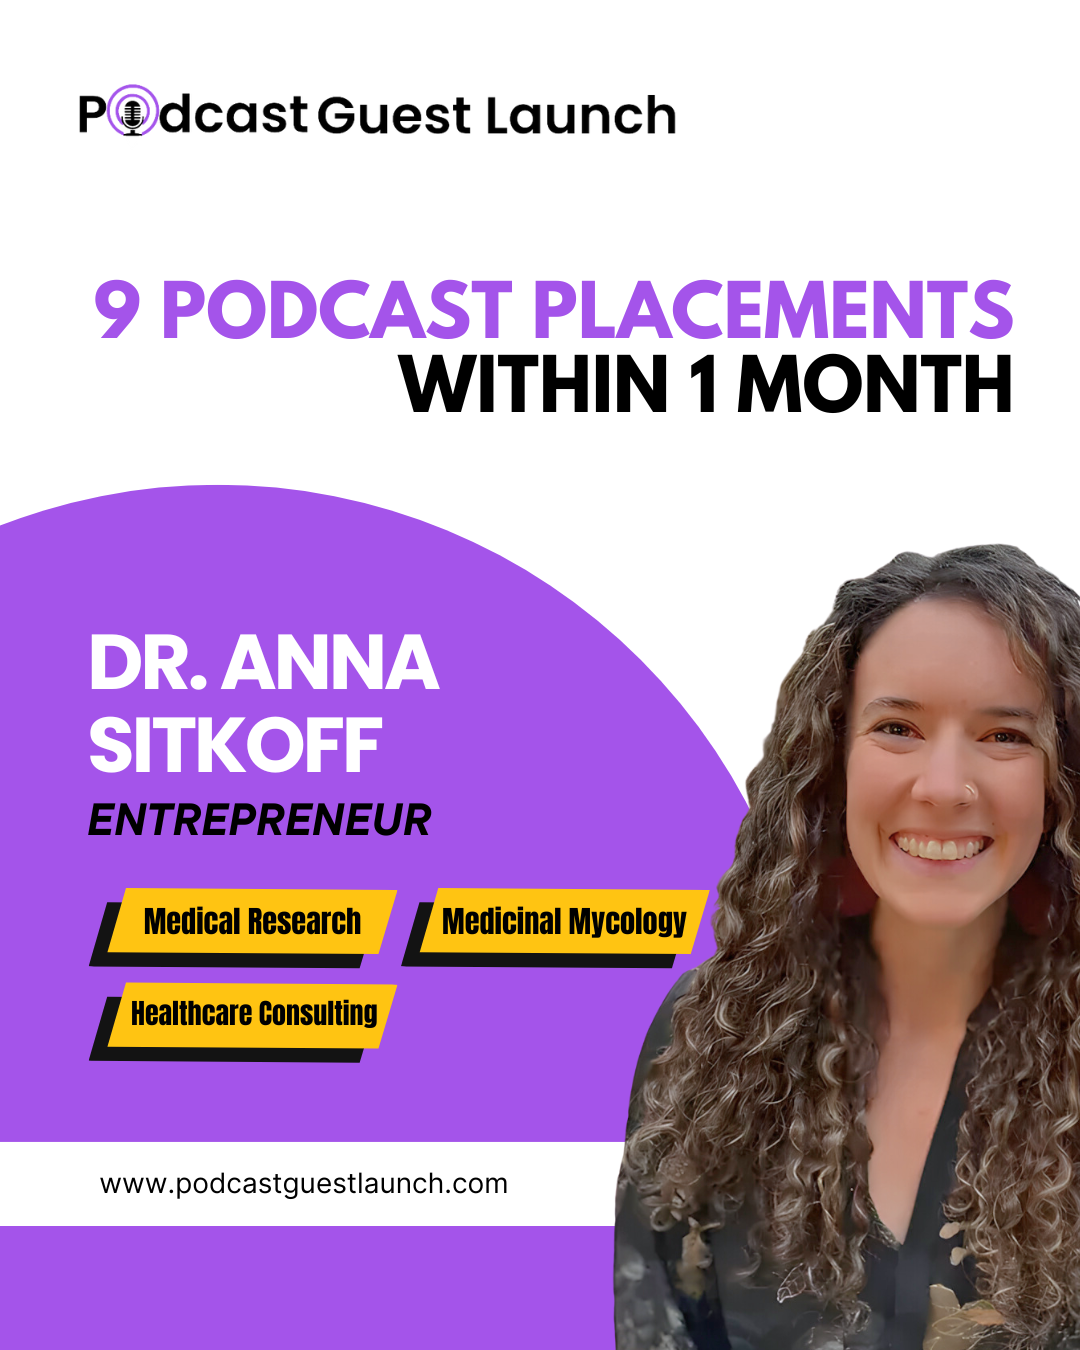 Podcast Guest Launch
9 PODCAST PLACEMENTS
WITHIN 1 MONTH
DR. ANNA
SITKOFF
ENTREPRENEUR
Medical Research
Medicinal Mycology
Healthcare Consulting
www.podcastguestlaunch.com